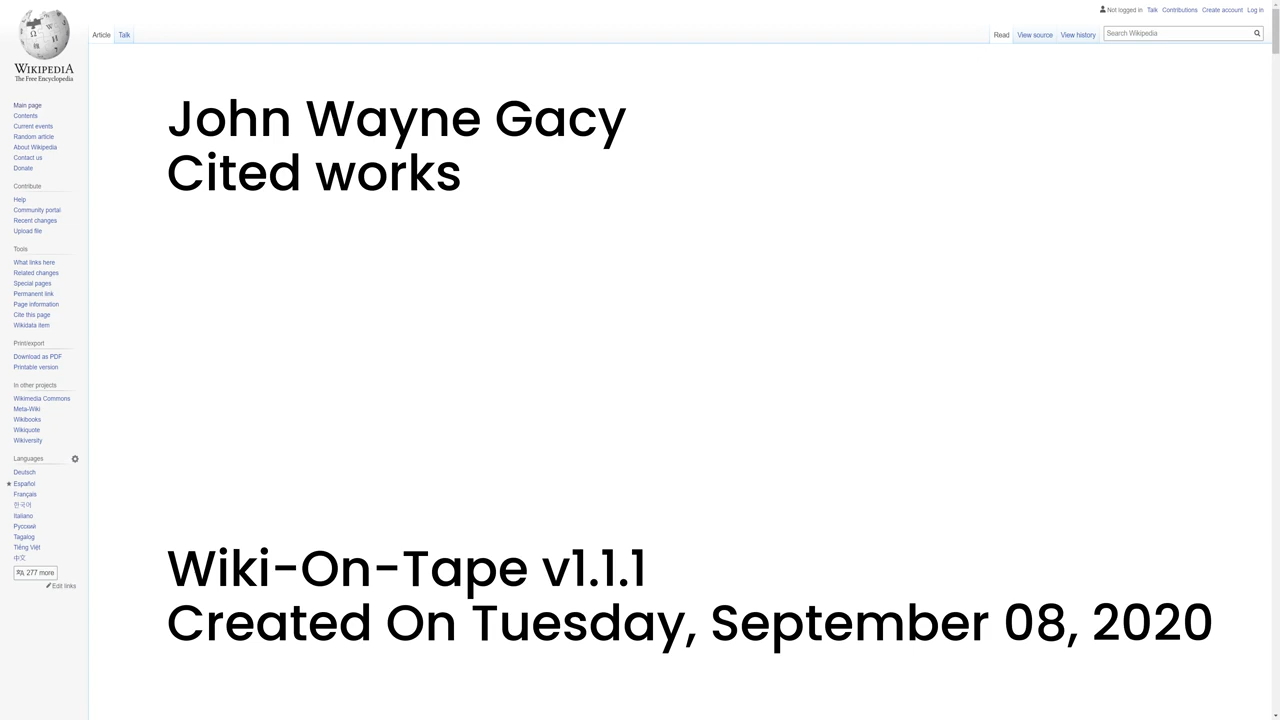 Not logged in Talk Contributions Create account Log in
Article Talk Read View source View history Search Wikipedia
WIKIPEDIA
The Free Encyclopedia
Main page
Contents
Current events
Random article
About Wikipedia
Contact us
Donate
Contribute
Help
Community portal
Recent changes
Upload file
Tools
What links here
Related changes
Special pages
Permanent link
Page information
Cite this page
Wikidata item
Print/export
Download as PDF
Printable version
In other projects
Wikimedia Commons
Meta-Wiki
Wikibooks
Wikiquote
Wikiversity
Languages
Deutsch
Español
Français
한국어
Italiano
Русский
Tagalog
Tiếng Việt
中文
277 more
Edit links
John Wayne Gacy
Cited works
Wiki-On-Tape v1.1.1
Created On Tuesday, September 08, 2020